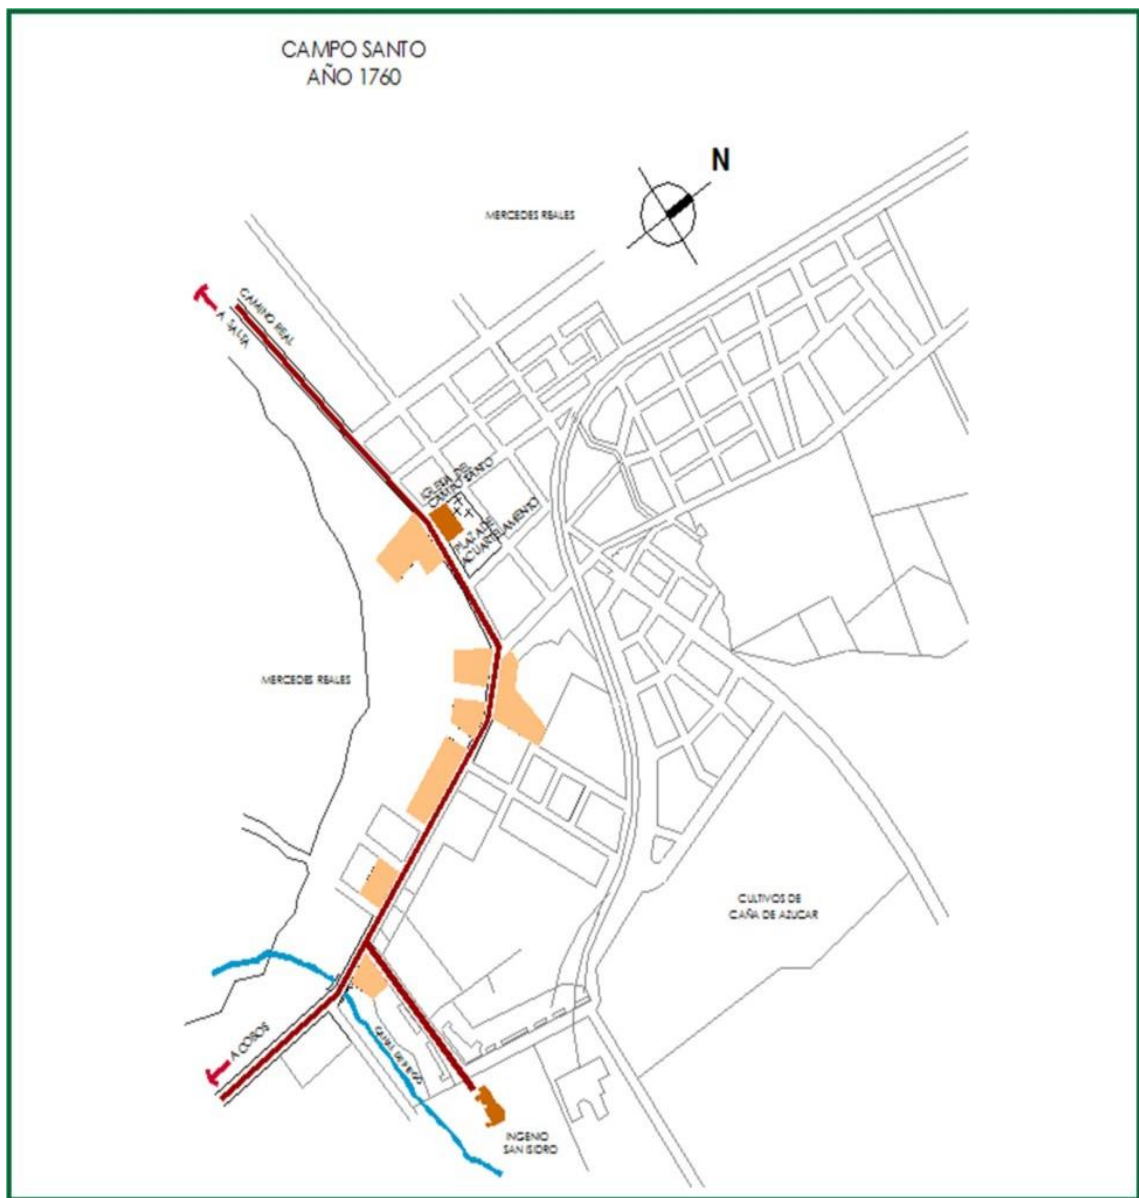 CAMPO SANTO
AÑO 1760
N
MERCEDES REALES
CAMINO REAL
A SALTA
IGLESIA DEL
CAMPO SANTO
PLAZA DE
ACUARTELAMENTO
MERCEDES REALES
CULTIVOS DE
CAÑA DE AZUCAR
A COBOS
INGENIO
SAN ISIDRO